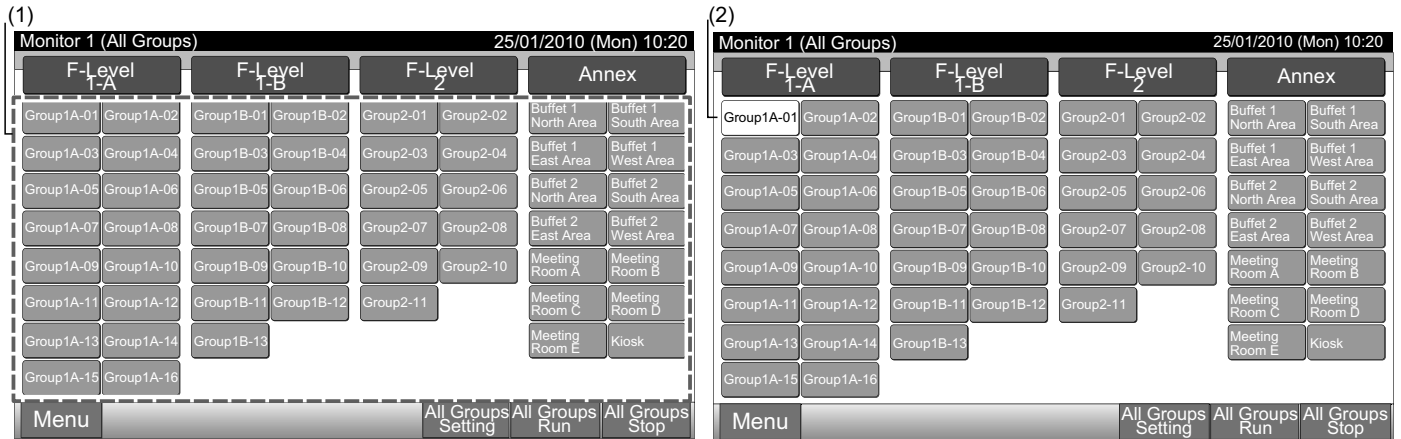 (1)
Monitor 1 (All Groups) 25/01/2010 (Mon) 10:20
F-Level
1-A
F-Level
1-B
F-Level
2
Annex
Group1A-01 Group1A-02 Group1B-01 Group1B-02 Group2-01 Group2-02
Buffet 1
North Area
Buffet 1
South Area
Group1A-03 Group1A-04 Group1B-03 Group1B-04 Group2-03 Group2-04
Buffet 1
East Area
Buffet 1
West Area
Group1A-05 Group1A-06 Group1B-05 Group1B-06 Group2-05 Group2-06
Buffet 2
North Area
Buffet 2
South Area
Group1A-07 Group1A-08 Group1B-07 Group1B-08 Group2-07 Group2-08
Buffet 2
East Area
Buffet 2
West Area
Group1A-09 Group1A-10 Group1B-09 Group1B-10 Group2-09 Group2-10
Meeting
Room A
Meeting
Room B
Group1A-11 Group1A-12 Group1B-11 Group1B-12 Group2-11
Meeting
Room C
Meeting
Room D
Group1A-13 Group1A-14 Group1B-13
Meeting
Room E
Kiosk
Group1A-15 Group1A-16
Menu
All Groups
Setting
All Groups
Run
All Groups
Stop
(2)
Monitor 1 (All Groups) 25/01/2010 (Mon) 10:20
F-Level
1-A
F-Level
1-B
F-Level
2
Annex
Group1A-01 Group1A-02 Group1B-01 Group1B-02 Group2-01 Group2-02
Buffet 1
North Area
Buffet 1
South Area
Group1A-03 Group1A-04 Group1B-03 Group1B-04 Group2-03 Group2-04
Buffet 1
East Area
Buffet 1
West Area
Group1A-05 Group1A-06 Group1B-05 Group1B-06 Group2-05 Group2-06
Buffet 2
North Area
Buffet 2
South Area
Group1A-07 Group1A-08 Group1B-07 Group1B-08 Group2-07 Group2-08
Buffet 2
East Area
Buffet 2
West Area
Group1A-09 Group1A-10 Group1B-09 Group1B-10 Group2-09 Group2-10
Meeting
Room A
Meeting
Room B
Group1A-11 Group1A-12 Group1B-11 Group1B-12 Group2-11
Meeting
Room C
Meeting
Room D
Group1A-13 Group1A-14 Group1B-13
Meeting
Room E
Kiosk
Group1A-15 Group1A-16
Menu
All Groups
Setting
All Groups
Run
All Groups
Stop